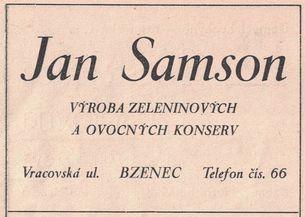 Jan Samson
VÝROBA ZELENINOVÝCH
A OVOCNÝCH KONSERV
Vracovská ul. BZENEC Telefon čís. 66